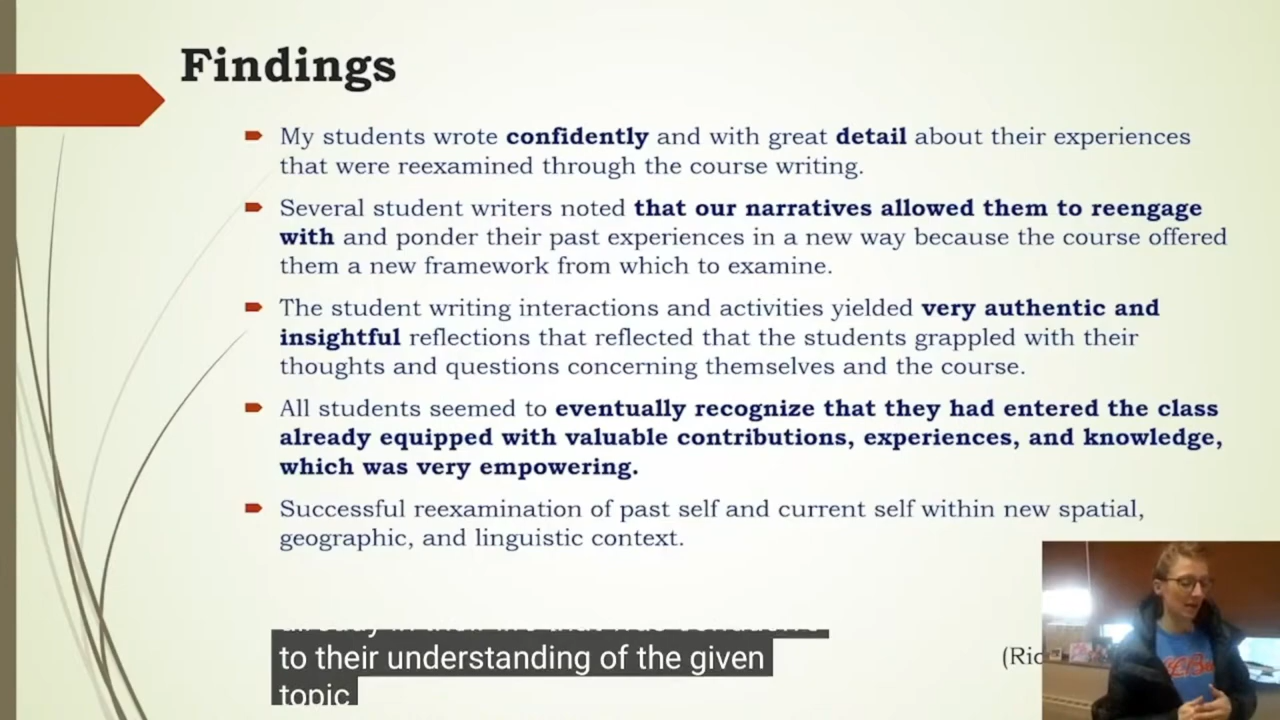 Findings
My students wrote confidently and with great detail about their experiences
that were reexamined through the course writing.
Several student writers noted that our narratives allowed them to reengage
with and ponder their past experiences in a new way because the course offered
them a new framework from which to examine.
The student writing interactions and activities yielded very authentic and
insightful reflections that reflected that the students grappled with their
thoughts and questions concerning themselves and the course.
All students seemed to eventually recognize that they had entered the class
already equipped with valuable contributions, experiences, and knowledge,
which was very empowering.
Successful reexamination of past self and current self within new spatial,
geographic, and linguistic context.
to their understanding of the given
topic